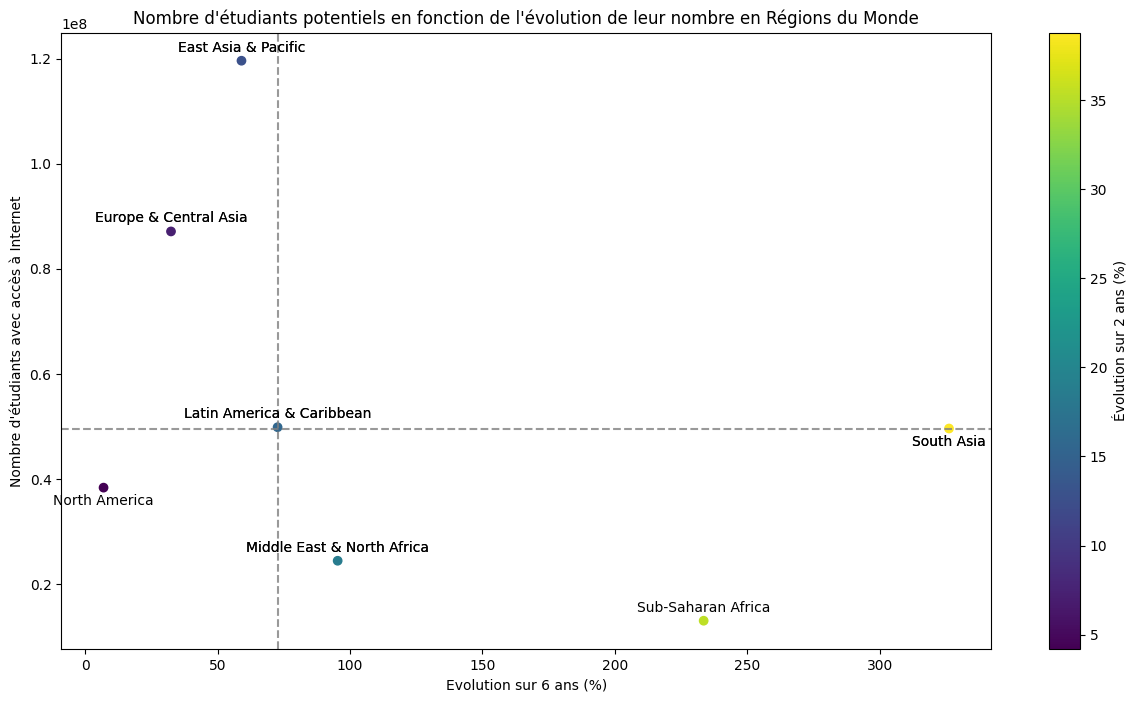 Nombre d'étudiants potentiels en fonction de l'évolution de leur nombre en Régions du Monde
1e8
East Asia & Pacific
Europe & Central Asia
Latin America & Caribbean
South Asia
North America
Middle East & North Africa
Sub-Saharan Africa
1.2
1.0
0.8
0.6
0.4
0.2
Nombre d'étudiants avec accès à Internet
0
50
100
150
200
250
300
Evolution sur 6 ans (%)
35
30
25
20
15
10
5
Évolution sur 2 ans (%)